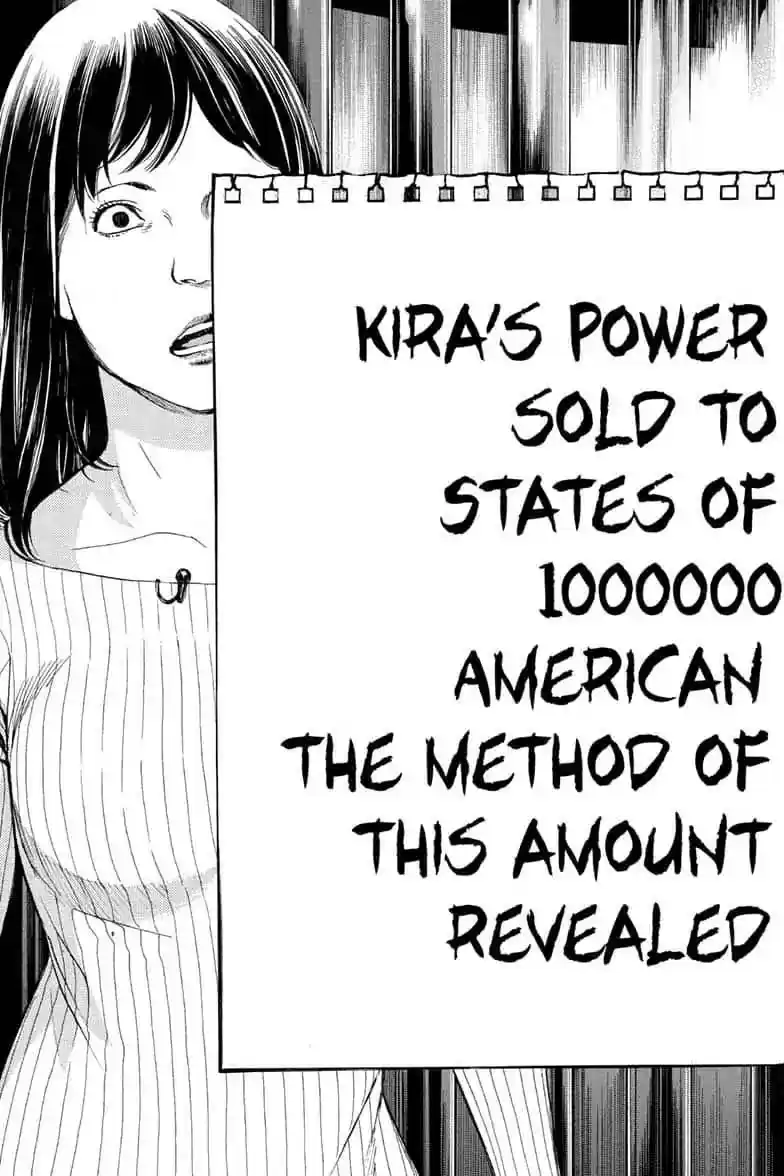 KIRA'S POWER
SOLD TO
STATES OF
1000000
AMERICAN
THE METHOD OF
THIS AMOUNT
REVEALED